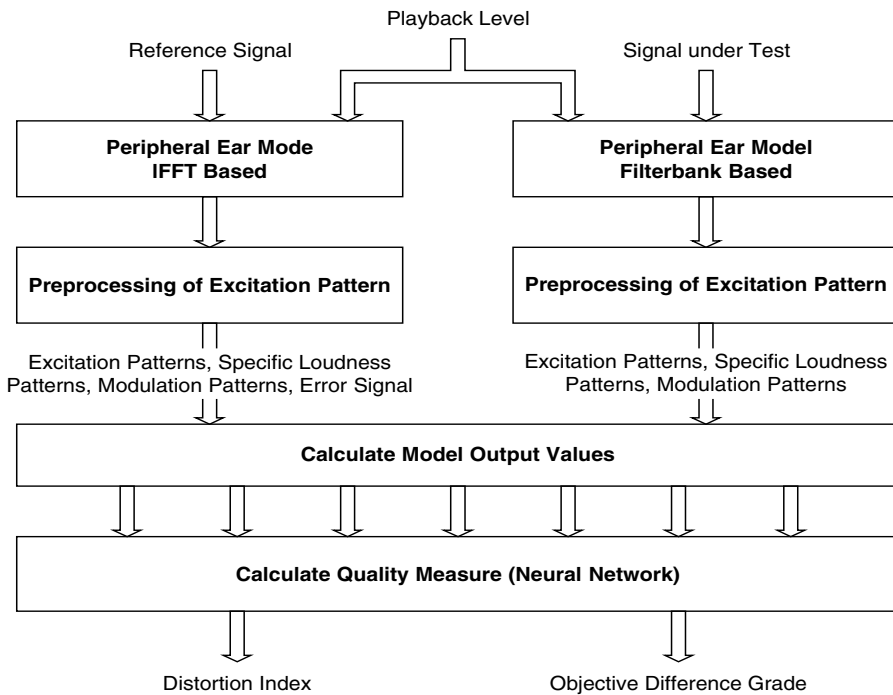 Playback Level
Reference Signal
Signal under Test
Peripheral Ear Mode
IFFT Based
Peripheral Ear Model
Filterbank Based
Preprocessing of Excitation Pattern
Preprocessing of Excitation Pattern
Excitation Patterns, Specific Loudness
Patterns, Modulation Patterns, Error Signal
Excitation Patterns, Specific Loudness
Patterns, Modulation Patterns
Calculate Model Output Values
Calculate Quality Measure (Neural Network)
Distortion Index
Objective Difference Grade